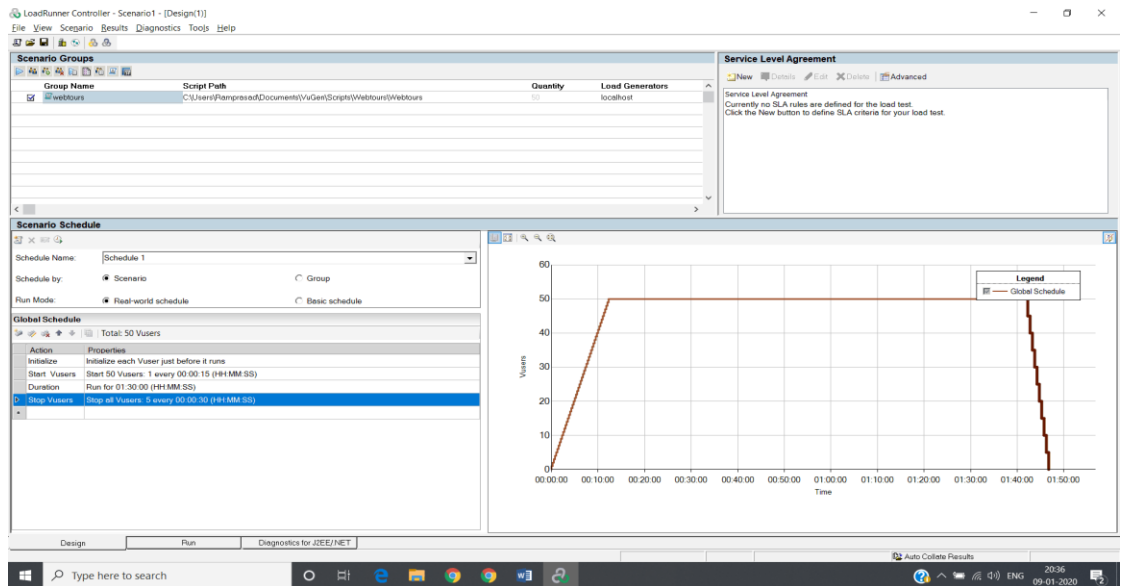 LoadRunner Controller - Scenario1 - [Design(1)]
File View Scenario Results Diagnostics Tools Help
Scenario Groups
Group Name Script Path Quantity Load Generators
webtours C:\Users\Ramprasad\Documents\VuGen\Scripts\Webtours\Webtours 50 localhost
Service Level Agreement
New Details Edit Delete Advanced
Service Level Agreement
Currently no SLA rules are defined for the load test.
Click the New button to define SLA criteria for your load test.
Scenario Schedule
Schedule Name: Schedule 1
Schedule by: Scenario Group
Run Mode: Real-world schedule Basic schedule
Global Schedule
Total: 50 Vusers
Action Properties
Initialize Initialize each Vuser just before it runs
Start Vusers Start 50 Vusers: 1 every 00:00:15 (HH:MM:SS)
Duration Run for 01:30:00 (HH:MM:SS)
Stop Vusers Stop all Vusers: 5 every 00:00:30 (HH:MM:SS)
60
50
40
30
20
10
0
Vusers
00:00:00 00:10:00 00:20:00 00:30:00 00:40:00 00:50:00 01:00:00 01:10:00 01:20:00 01:30:00 01:40:00 01:50:00
Time
Legend
Global Schedule
Design Run Diagnostics for J2EE/.NET
Auto Collate Results
Type here to search
ENG
20:36
09-01-2020
2